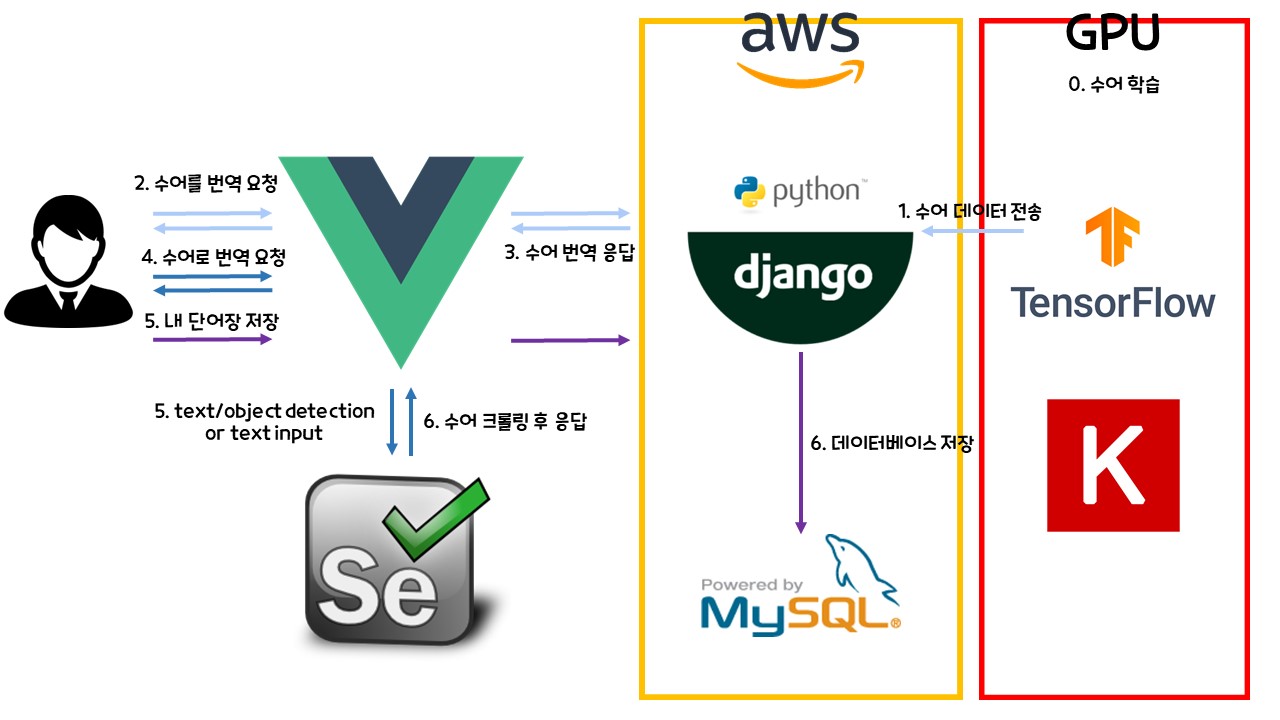 aws
GPU
0. 수어 학습
2. 수어를 번역 요청
python™
1. 수어 데이터 전송
4. 수어로 번역 요청
3. 수어 번역 응답
django
TensorFlow
5. 내 단어장 저장
5. text/object detection
or text input
6. 수어 크롤링 후 응답
6. 데이터베이스 저장
K
Se
Powered by
MySQL®